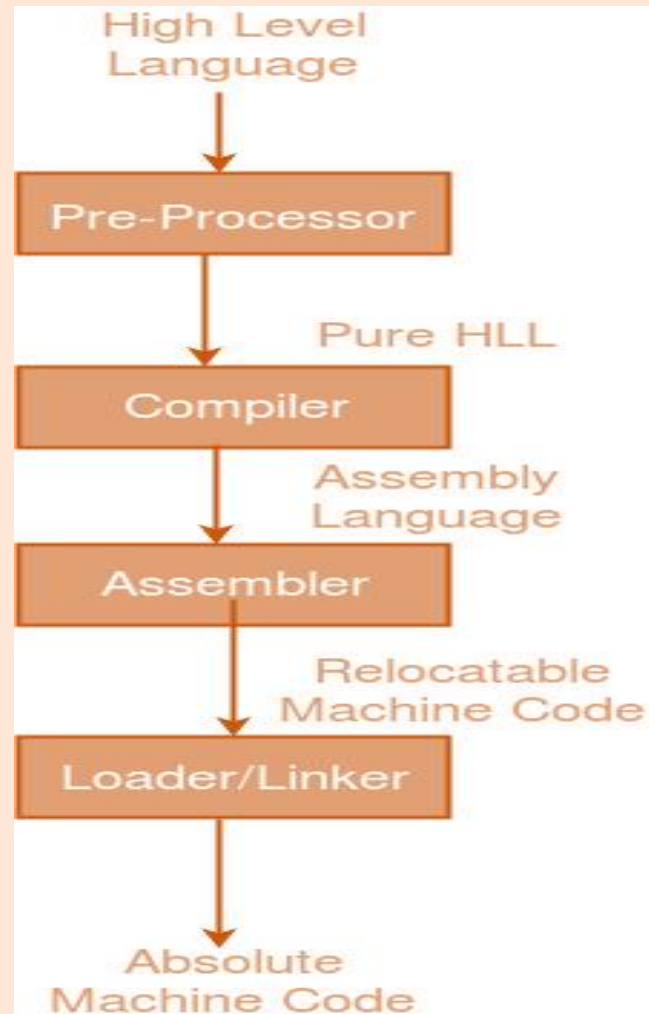 High Level
Language
Pre-Processor
Pure HLL
Compiler
Assembly
Language
Assembler
Relocatable
Machine Code
Loader/Linker
Absolute
Machine Code